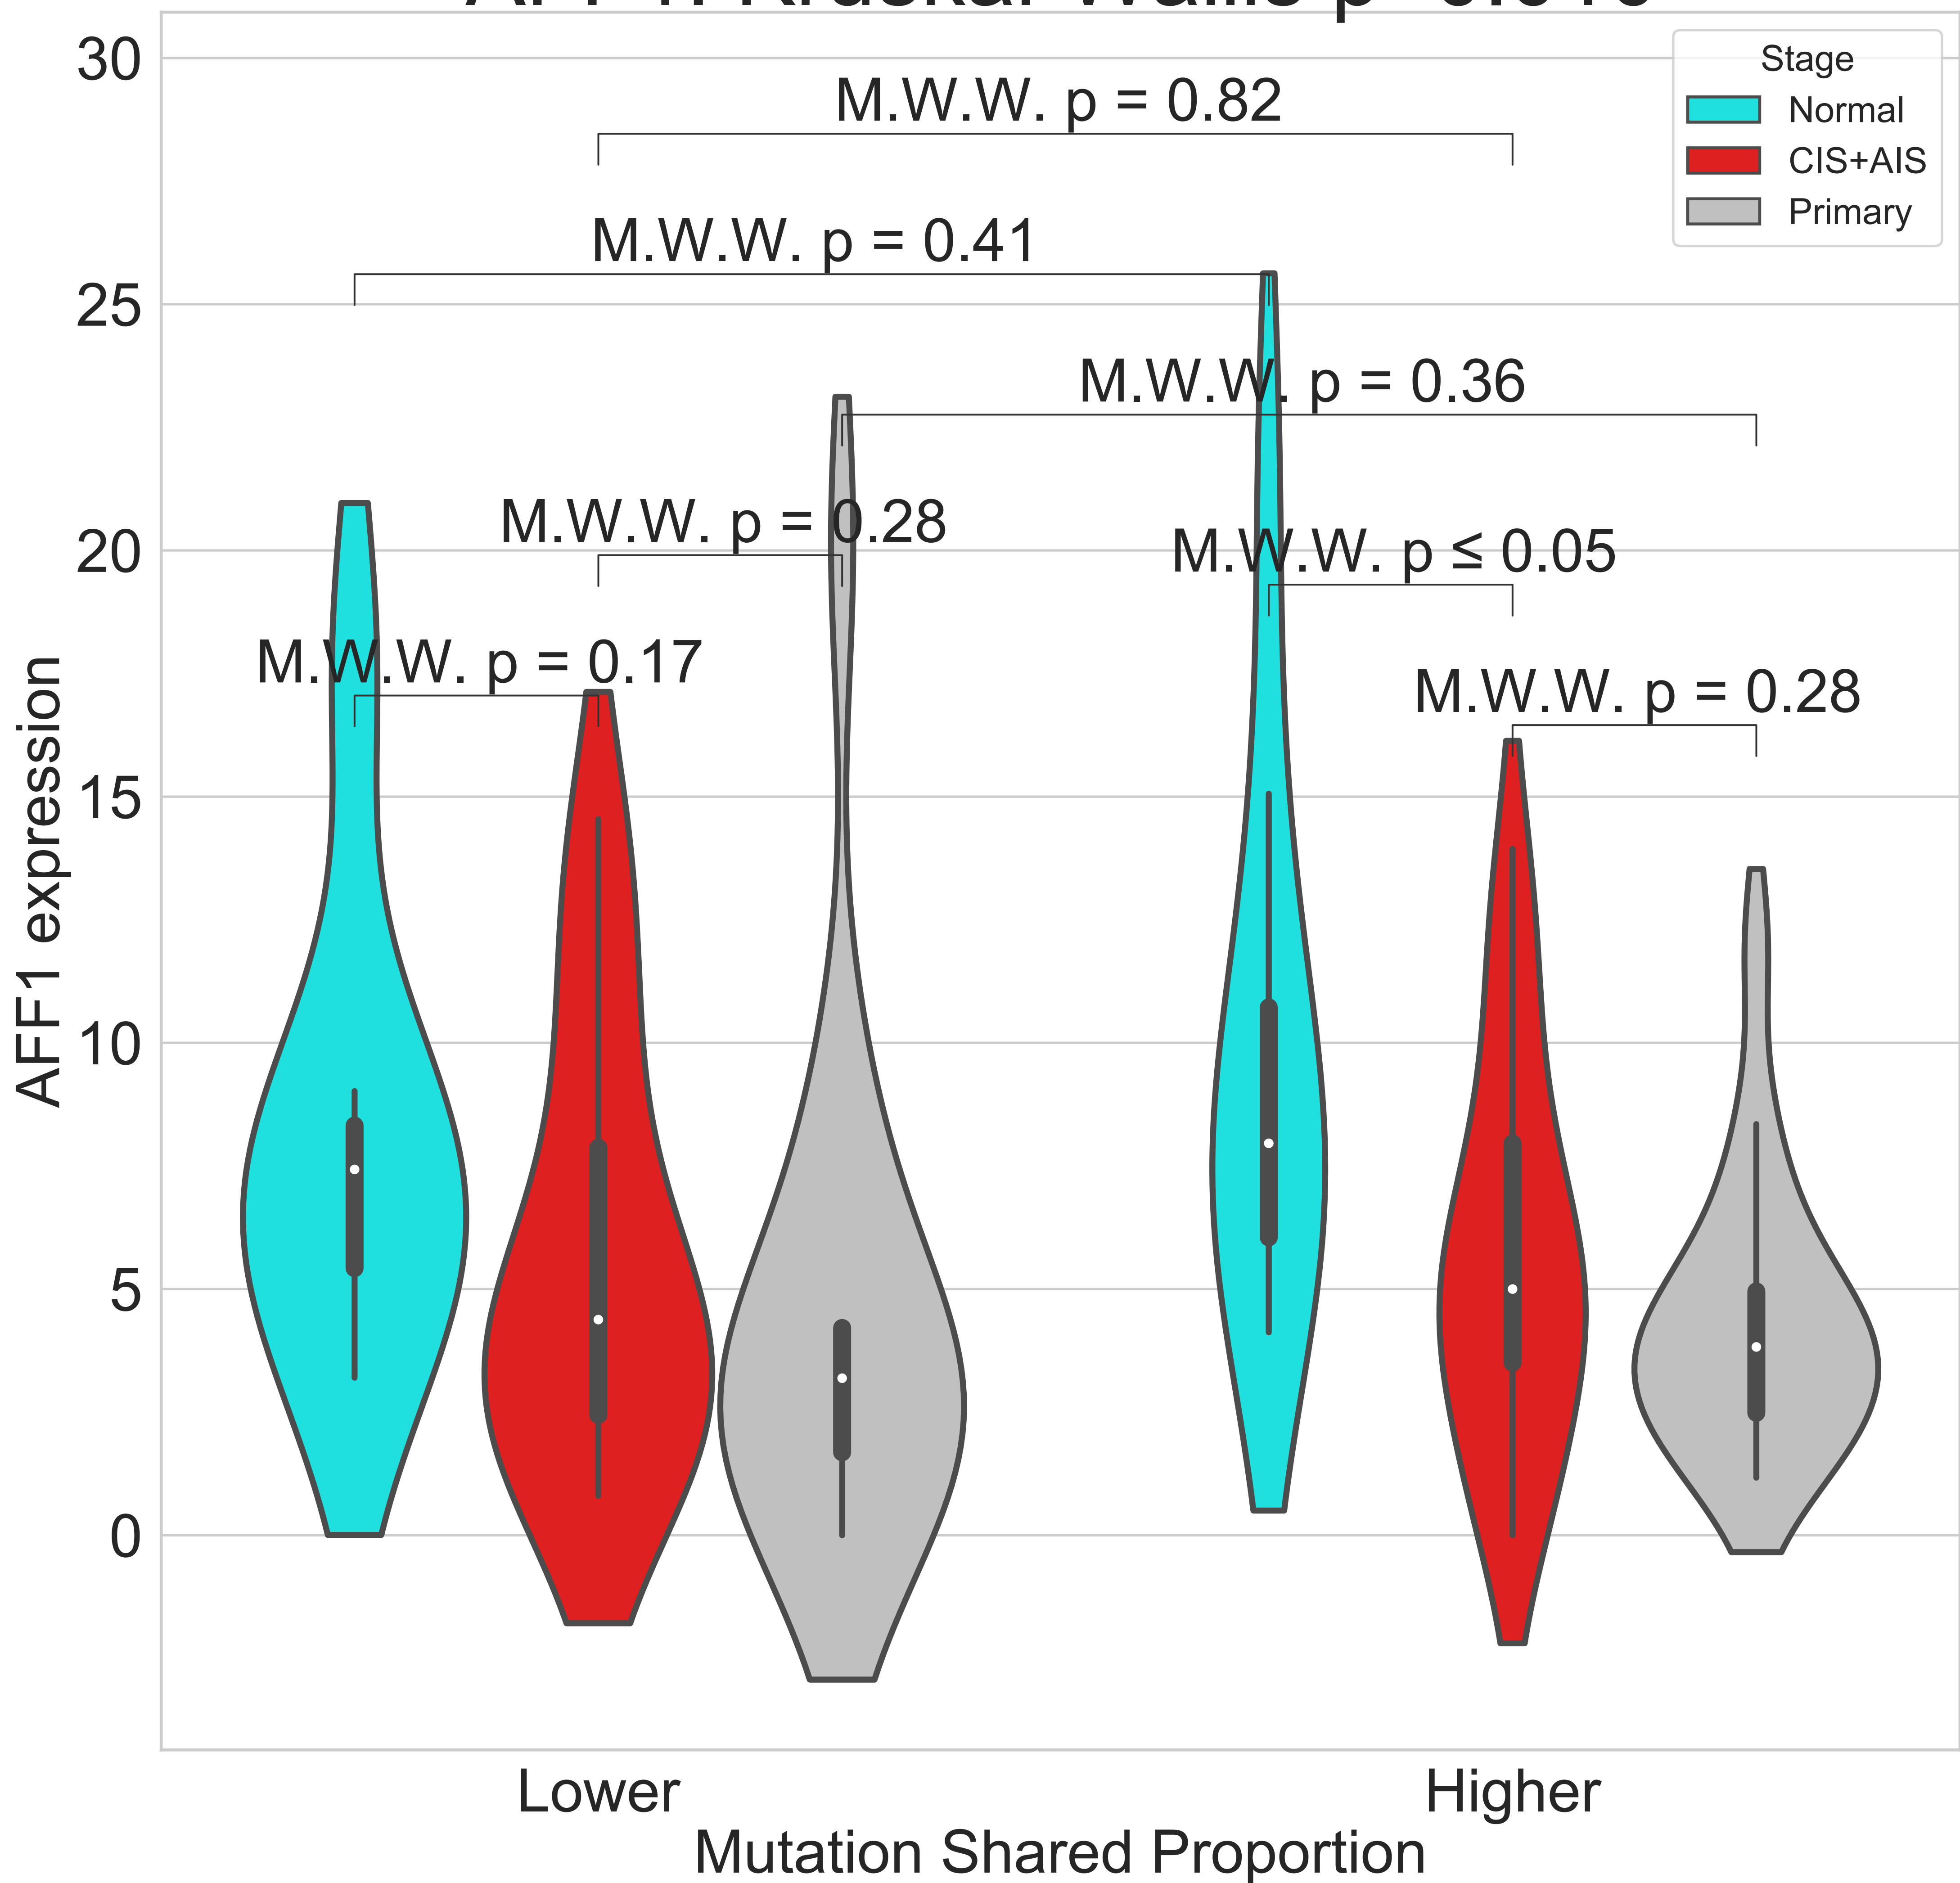 30
25
20
15
10
5
0
AFF1 expression
M.W.W. p = 0.82
M.W.W. p = 0.41
M.W.W. p = 0.36
M.W.W. p = 0.28
M.W.W. p ≤ 0.05
M.W.W. p = 0.17
M.W.W. p = 0.28
Stage
Normal
CIS+AIS
Primary
Lower
Higher
Mutation Shared Proportion